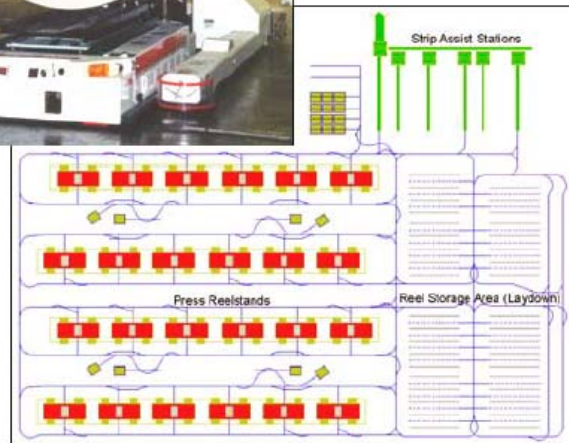 Strip Assist Stations
Press Reelstands
Reel Storage Area (Laydown)